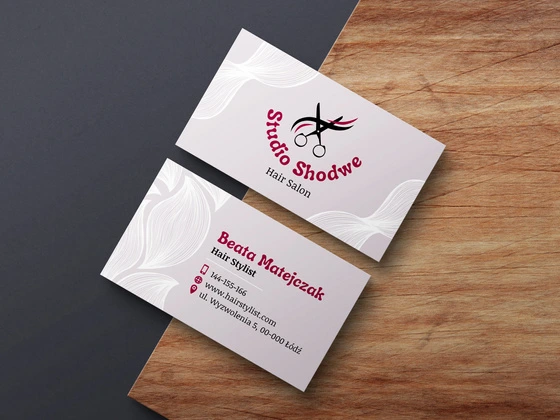 Studio Shodwe
Hair Salon
Beata Matejczak
Hair Stylist
144-155-166
www.hairstylist.com
ul. Wyzwolenia 5, 00-000 Łódź